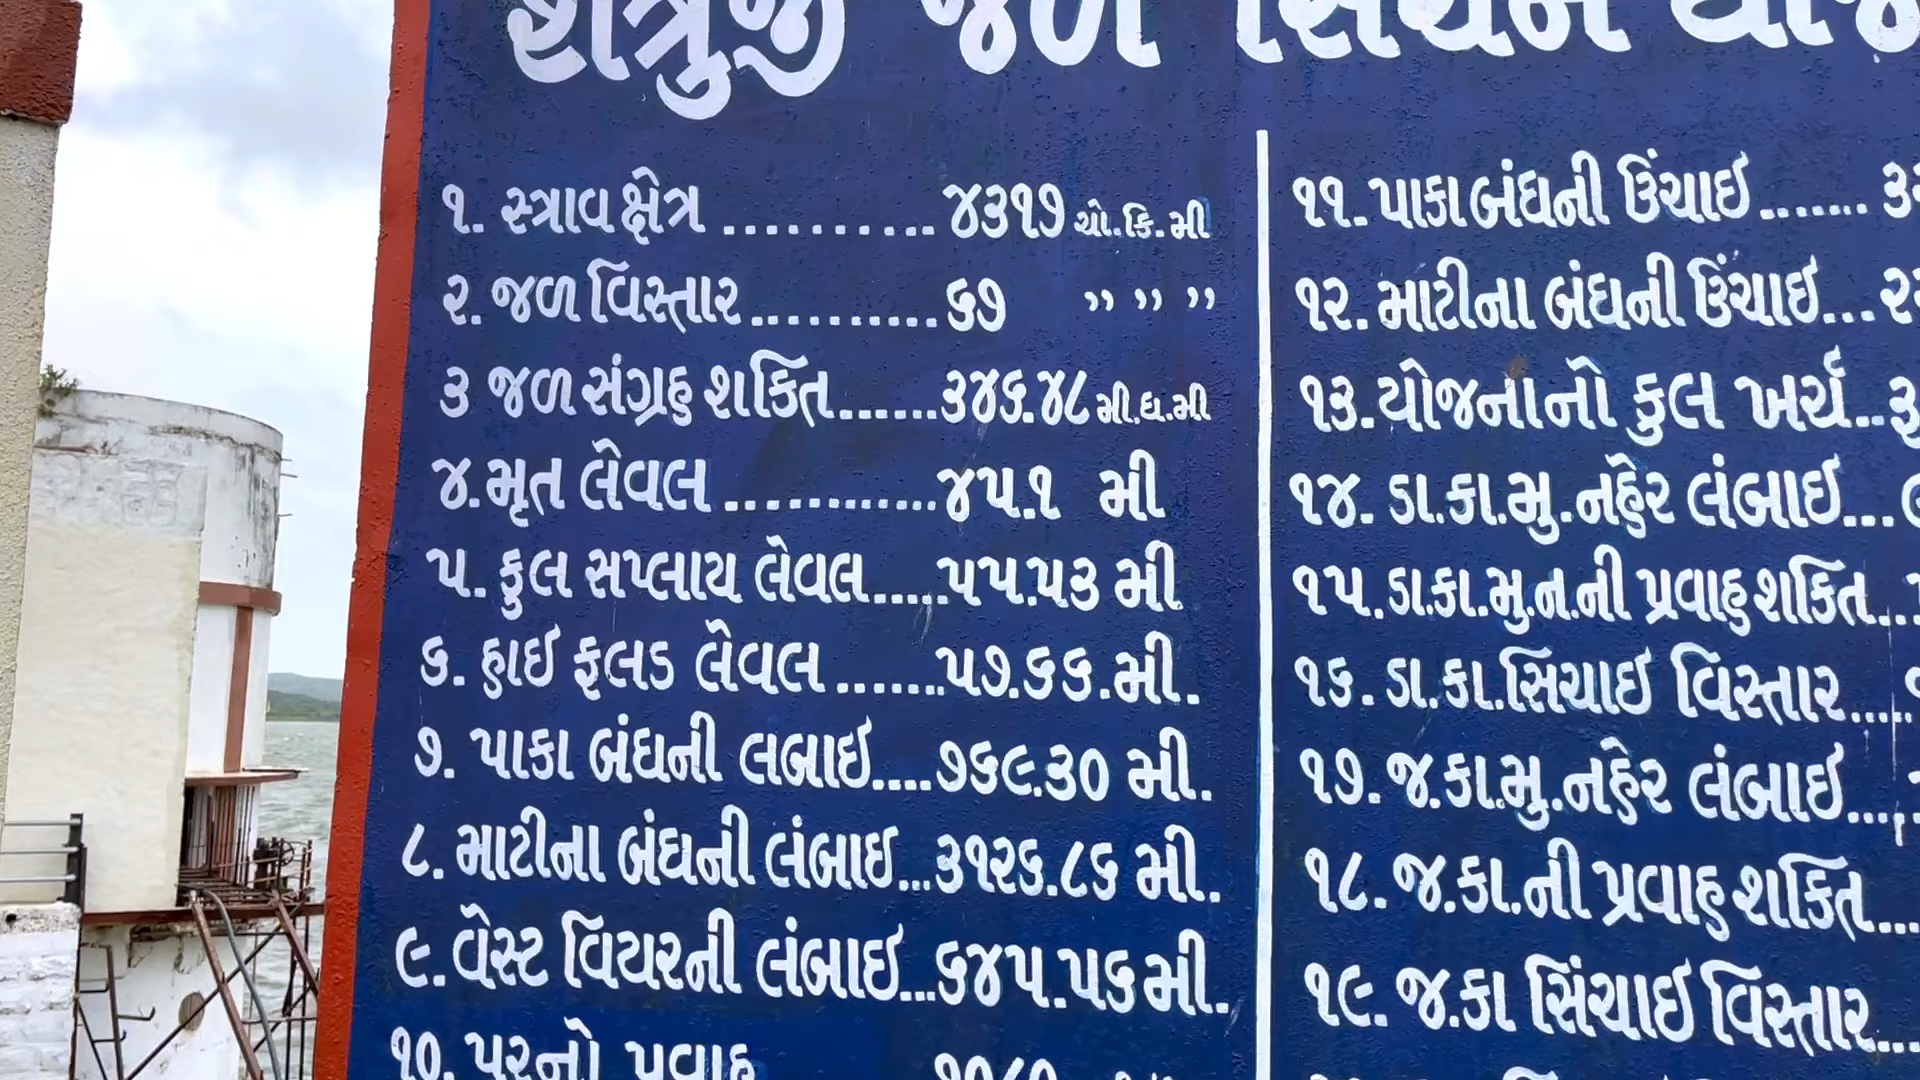 શેત્રુજી જળ સિંચન
૧. સ્ત્રાવ ક્ષેત્ર ..........૪૩૧૭ ચો.કિ.મી
૨. જળ વિસ્તાર..........૬૭ ” ” ”
૩ જળ સંગ્રહ શકિત......૩૪૬.૪૮ મી.ઘ.મી
૪. મૃત લેવલ ............૪૫.૧ મી
૫. ફુલ સપ્લાય લેવલ.....૫૫.૫૩ મી
૬. હાઇ ફલડ લેવલ .......૫૭.૬૬.મી.
૭. પાકા બંધની લબાઇ....૭૬૯.૩૦ મી.
૮. માટીના બંધની લંબાઇ...૩૧૨૬.૮૬ મી.
૯. વેસ્ટ વિયરની લંબાઇ...૬૪૫.૫૬મી.
૧૦. પુરનો પ્રવાહ
૧૧. પાકા બંધની ઉંચાઇ.......
૧૨. માટીના બંધની ઉંચાઇ...
૧૩. યોજનાનો કુલ ખર્ચ..
૧૪. ડા.કા.મુ.નહેર લંબાઇ...
૧૫. ડા.કા.મુ.ન.ની પ્રવાહ શકિત...
૧૬. ડા.કા.સિંચાઇ વિસ્તાર.....
૧૭. જ.કા.મુ.નહેર લંબાઇ....
૧૮. જ.કા.ની પ્રવાહ શકિત...
૧૯. જ.કા સિંચાઇ વિસ્તાર...